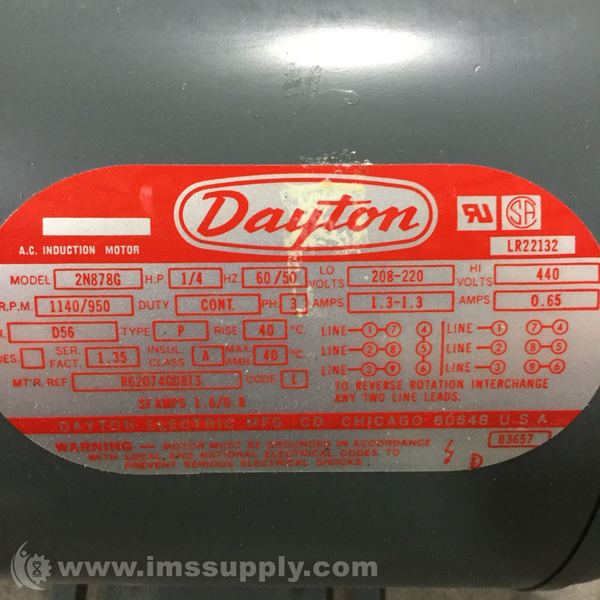 Dayton
A.C. INDUCTION MOTOR
LR22132
MODEL 2N878G H.P. 1/4 HZ 60/50 LO VOLTS 208-220 HI VOLTS 440
R.P.M. 1140/950 DUTY CONT. PH. 3 AMPS 1.3-1.3 AMPS 0.65
R. D56 TYPE P RISE 40 °C.
LINE 1 7 4 LINE 1 7-4
LINE 2 8 5 LINE 2 8-5
LINE 3 9 6 LINE 3 9-6
DES. SER. FACT. 1.35 INSUL. CLASS A MAX. AMB. 40 °C.
MT'R. REF CODE L
TO REVERSE ROTATION INTERCHANGE
ANY TWO LINE LEADS.
SFAMPS 1.6/0.8
DAYTON ELECTRIC MFG. CO. CHICAGO 60648 U.S.A.
WARNING – MOTOR MUST BE GROUNDED IN ACCORDANCE
WITH LOCAL AND NATIONAL ELECTRICAL CODES TO
PREVENT SERIOUS ELECTRICAL SHOCKS.
B3657
www.imssupply.com